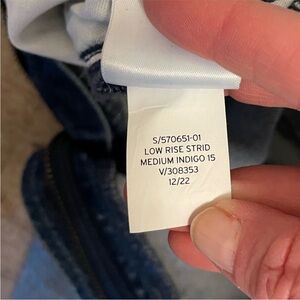 S/570651-01
LOW RISE STRID
MEDIUM INDIGO 15
V/308353
12/22